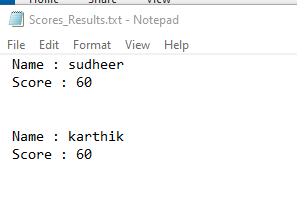 Home Share View
Scores_Results.txt - Notepad
File Edit Format View Help
Name : sudheer
Score : 60
Name : karthik
Score : 60